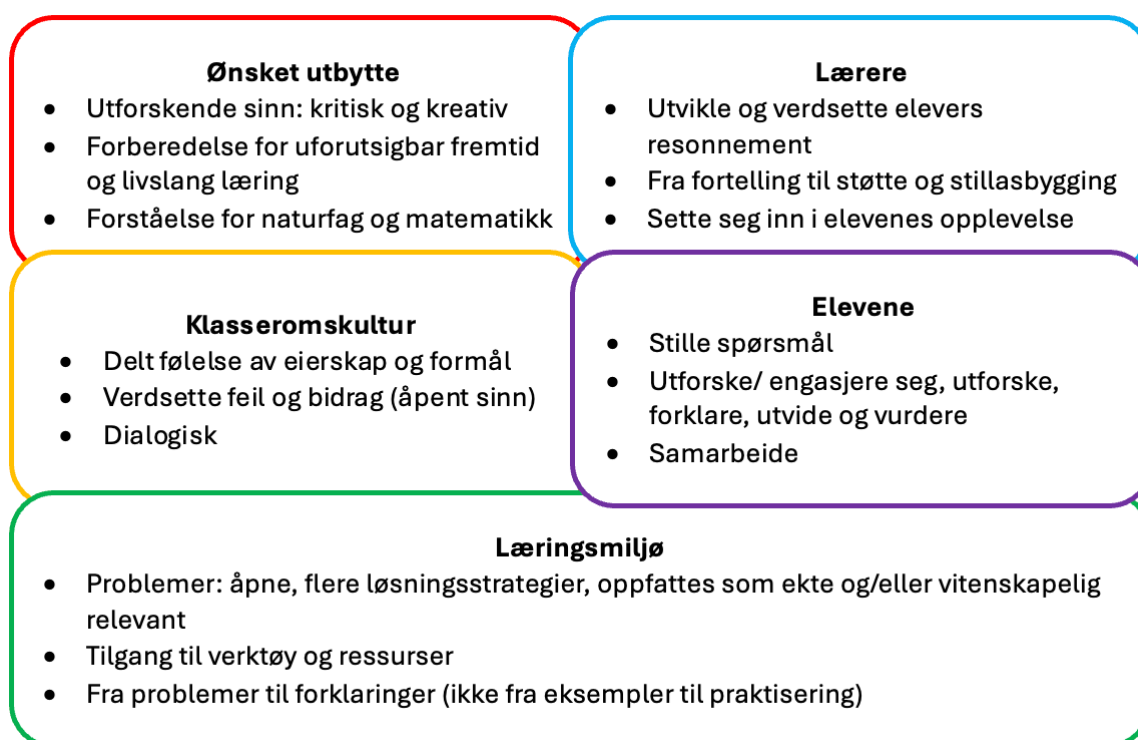 Ønsket utbytte
• Utforskende sinn: kritisk og kreativ
• Forberedelse for uforutsigbar fremtid
og livslang læring
• Forståelse for naturfag og matematikk
Lærere
• Utvikle og verdsette elevers
resonnement
• Fra fortelling til støtte og stillasbygging
• Sette seg inn i elevenes opplevelse
Klasseromskultur
• Delt følelse av eierskap og formål
• Verdsette feil og bidrag (åpent sinn)
• Dialogisk
Elevene
• Stille spørsmål
• Utforske/ engasjere seg, utforske,
forklare, utvide og vurdere
• Samarbeide
Læringsmiljø
• Problemer: åpne, flere løsningsstrategier, oppfattes som ekte og/eller vitenskapelig
relevant
• Tilgang til verktøy og ressurser
• Fra problemer til forklaringer (ikke fra eksempler til praktisering)